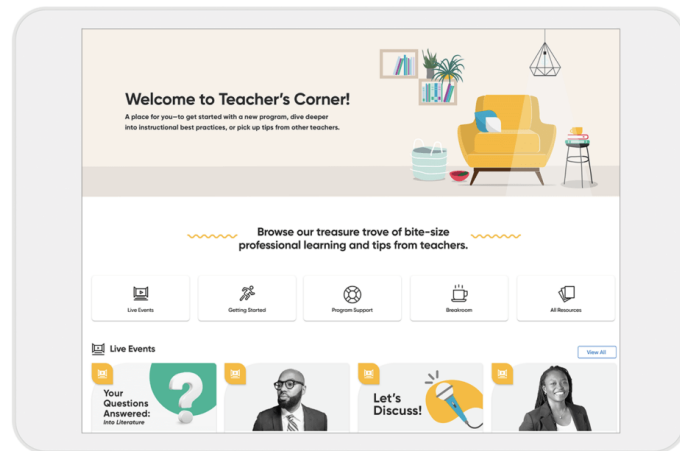 Welcome to Teacher's Corner!
A place for you—to get started with a new program, dive deeper
into instructional best practices, or pick up tips from other teachers.
Browse our treasure trove of bite-size
professional learning and tips from teachers.
Live Events
Getting Started
Program Support
Breakroom
All Resources
Live Events
View All
Your
Questions
Answered:
Into Literature
Let's
Discuss!